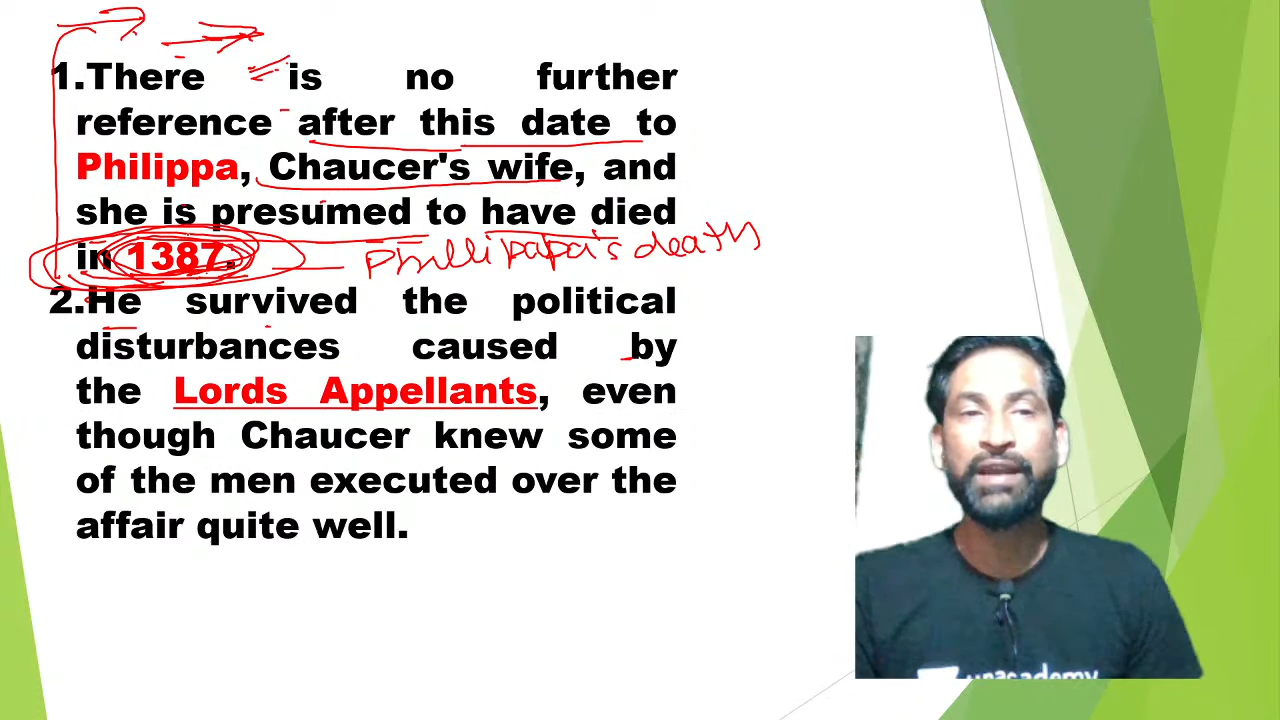 1.There is no further
reference after this date to
Philippa, Chaucer's wife, and
she is presumed to have died
in 1387.
Phillipapa's death
2.He survived the political
disturbances caused by
the Lords Appellants, even
though Chaucer knew some
of the men executed over the
affair quite well.
unacademy